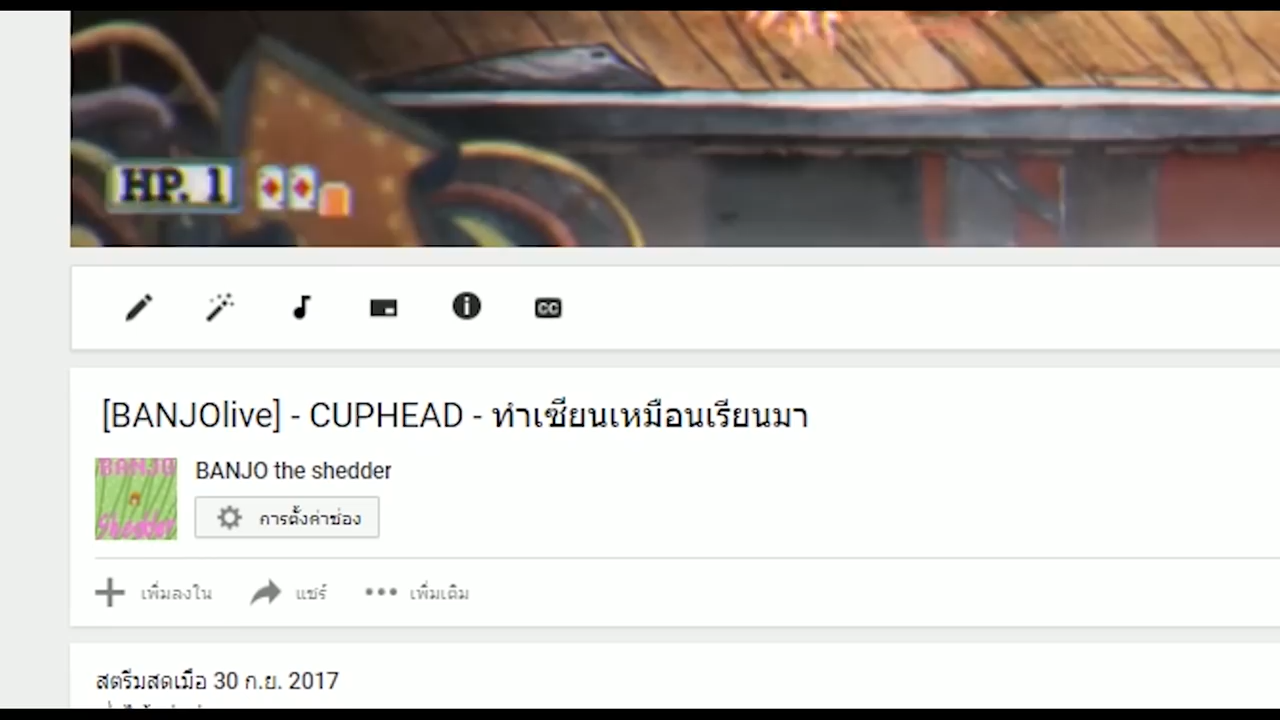 HP. 1
CC
[BANJOlive] - CUPHEAD - ทำเซียนเหมือนเรียนมา
BANJO
Shedder
BANJO the shedder
การตั้งค่าช่อง
เพิ่มลงใน แชร์ เพิ่มเติม
สตรีมสดเมื่อ 30 ก.ย. 2017